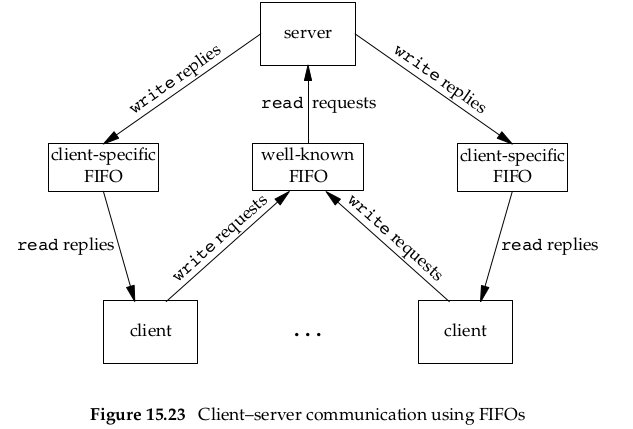 server
write replies
write replies
read requests
client-specific
FIFO
well-known
FIFO
client-specific
FIFO
read replies
write requests
write requests
read replies
client
...
client
Figure 15.23 Client–server communication using FIFOs